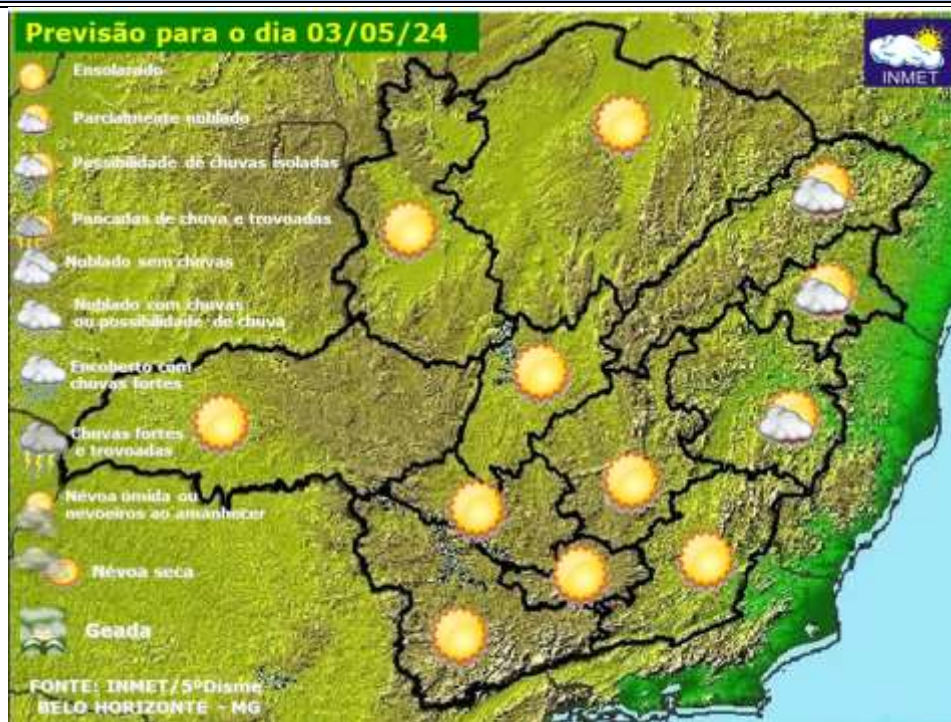 Previsão para o dia 03/05/24
INMET
Ensolarado
Parcialmente nublado
Possibilidade de chuvas isoladas
Pancadas de chuva e trovoadas
Nublado sem chuvas
Nublado com chuvas
ou possibilidade de chuva
Encoberto com
chuvas fortes
Chuvas fortes
e trovoadas
Névoa úmida ou
nevoeiros ao amanhecer
Névoa seca
Geada
FONTE: INMET/5ºDisme
BELO HORIZONTE - MG